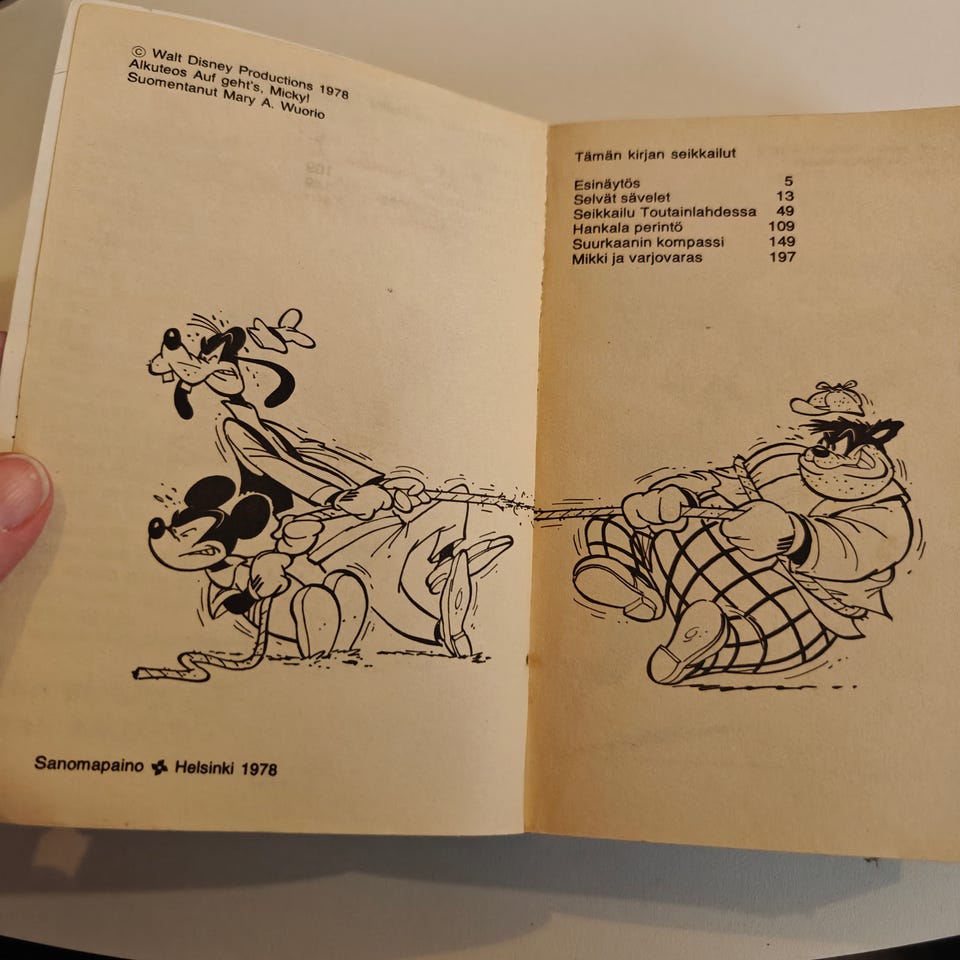 © Walt Disney Productions 1978
Alkuteos Auf geht's, Micky!
Suomentanut Mary A. Wuorio
Sanomapaino Helsinki 1978
Tämän kirjan seikkailut
Esinäytös 5
Selvät sävelet 13
Seikkailu Toutainlahdessa 49
Hankala perintö 109
Suurkaanin kompassi 149
Mikki ja varjovaras 197